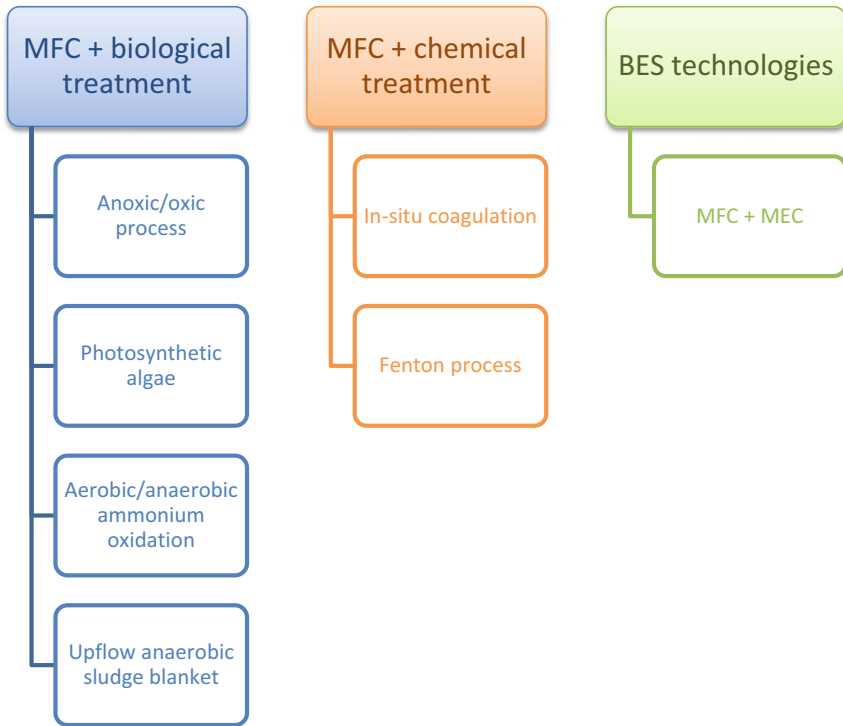 MFC + biological
treatment
Anoxic/oxic
process
Photosynthetic
algae
Aerobic/anaerobic
ammonium
oxidation
Upflow anaerobic
sludge blanket
MFC + chemical
treatment
In-situ coagulation
Fenton process
BES technologies
MFC + MEC